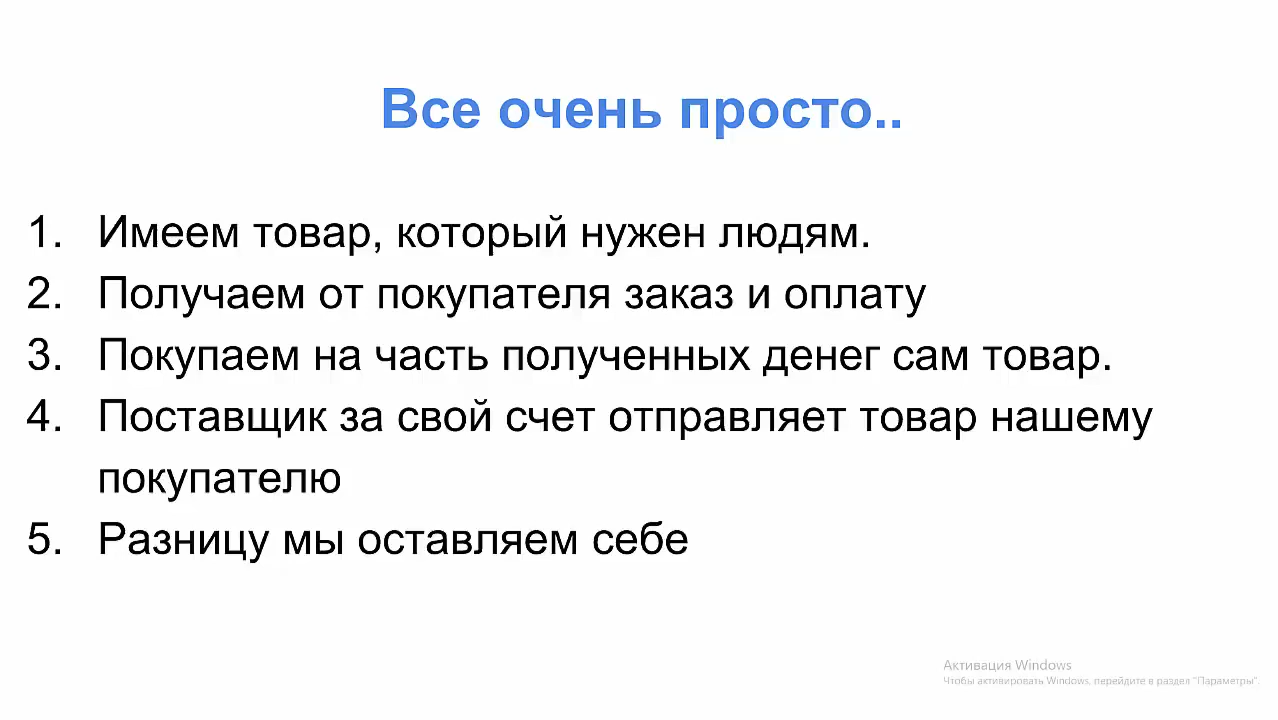 Все очень просто..
1. Имеем товар, который нужен людям.
2. Получаем от покупателя заказ и оплату
3. Покупаем на часть полученных денег сам товар.
4. Поставщик за свой счет отправляет товар нашему
покупателю
5. Разницу мы оставляем себе
Активация Windows
Чтобы активировать Windows, перейдите в раздел "Параметры".